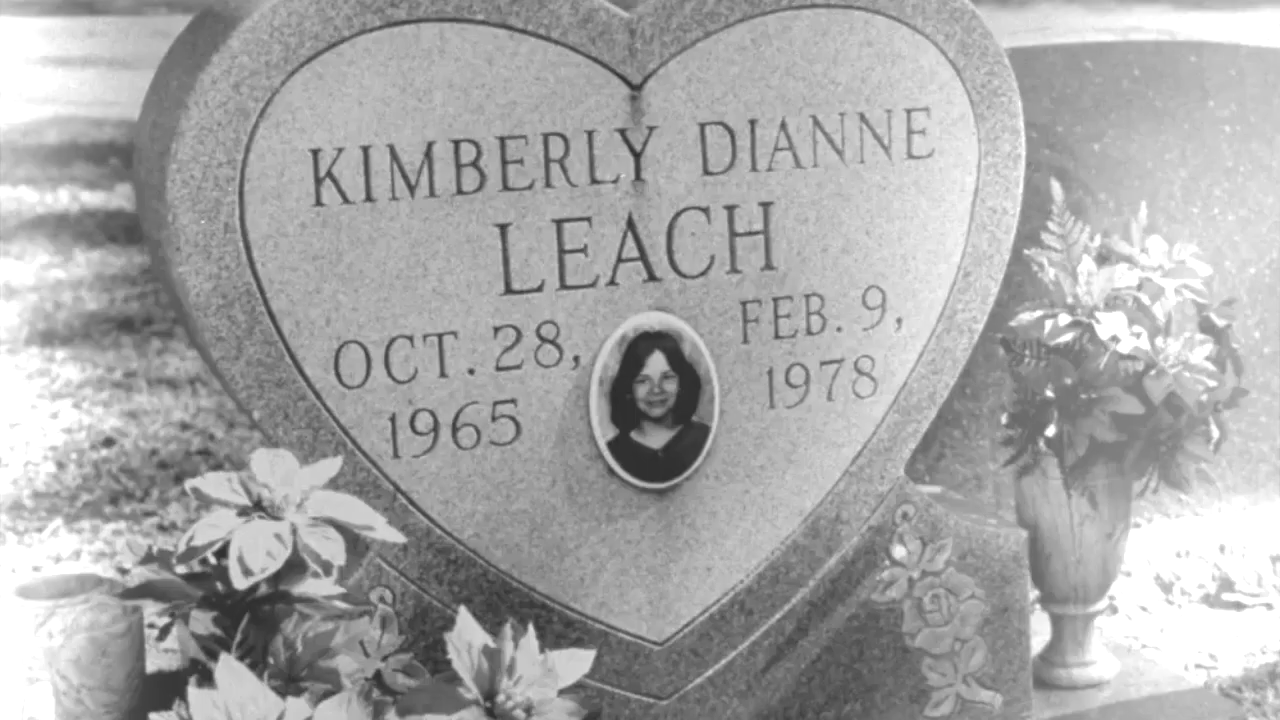 KIMBERLY DIANNE
LEACH
OCT. 28,
1965
FEB. 9,
1978